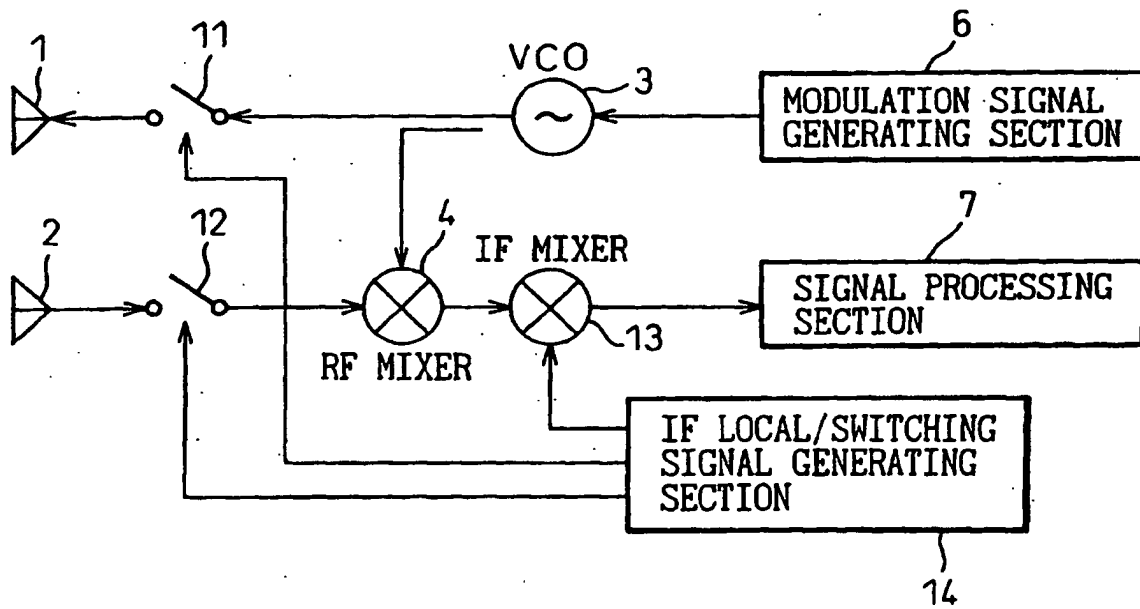 1
11
VCO
3
6
MODULATION SIGNAL
GENERATING SECTION
2
12
4
IF MIXER
13
RF MIXER
7
SIGNAL PROCESSING
SECTION
IF LOCAL/SWITCHING
SIGNAL GENERATING
SECTION
14